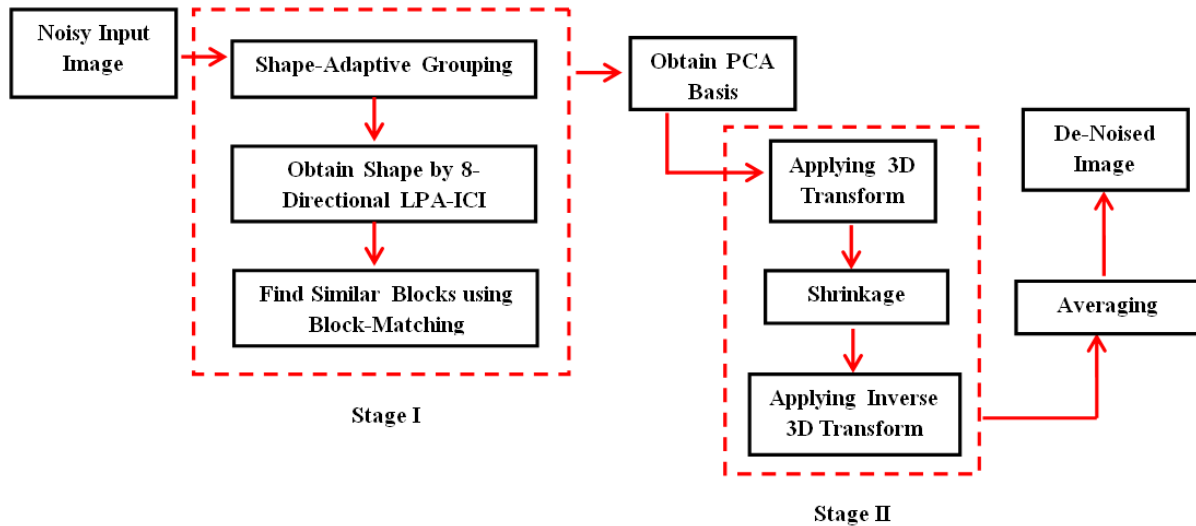 Noisy Input
Image
Shape-Adaptive Grouping
Obtain Shape by 8-
Directional LPA-ICI
Find Similar Blocks using
Block-Matching
Stage I
Obtain PCA
Basis
Applying 3D
Transform
Shrinkage
Applying Inverse
3D Transform
Stage II
Averaging
De-Noised
Image